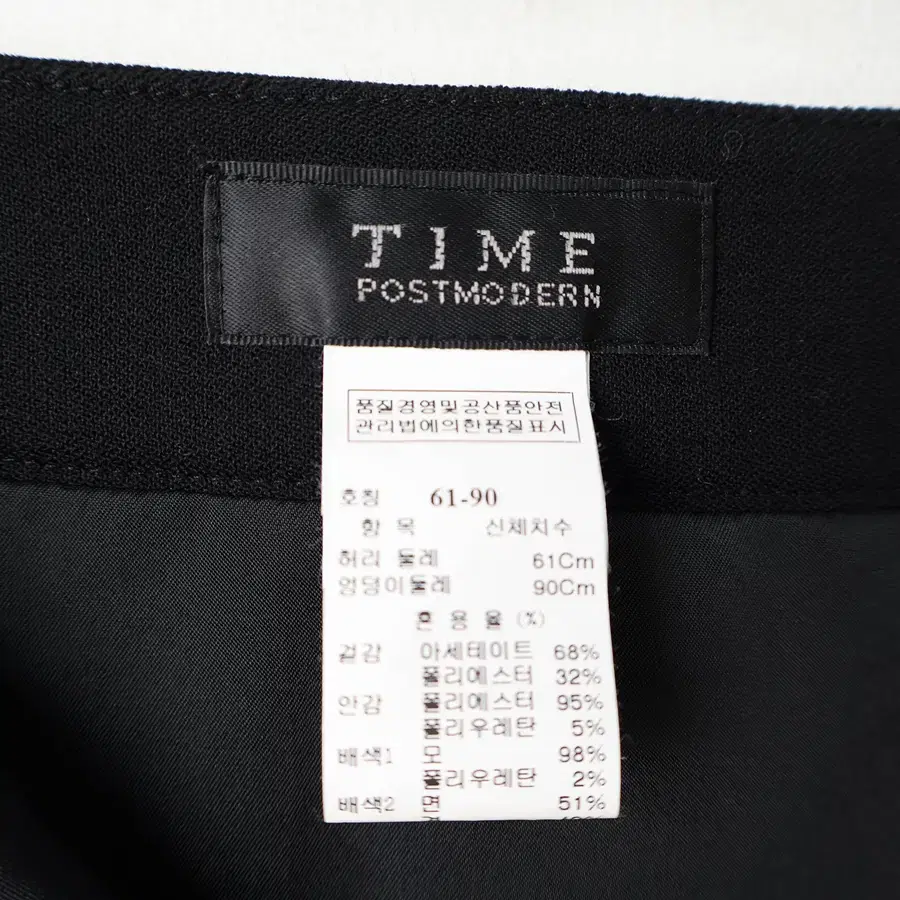 TIME
POSTMODERN
품질경영및공산품안전
관리법에의한품질표시
호칭 61-90
항 목 신체치수
허리 둘레 61Cm
엉덩이둘레 90Cm
혼 용 율 (%)
겉감 아세테이트 68%
폴리에스터 32%
안감 폴리에스터 95%
폴리우레탄 5%
배색1 모 98%
폴리우레탄 2%
배색2 면 51%